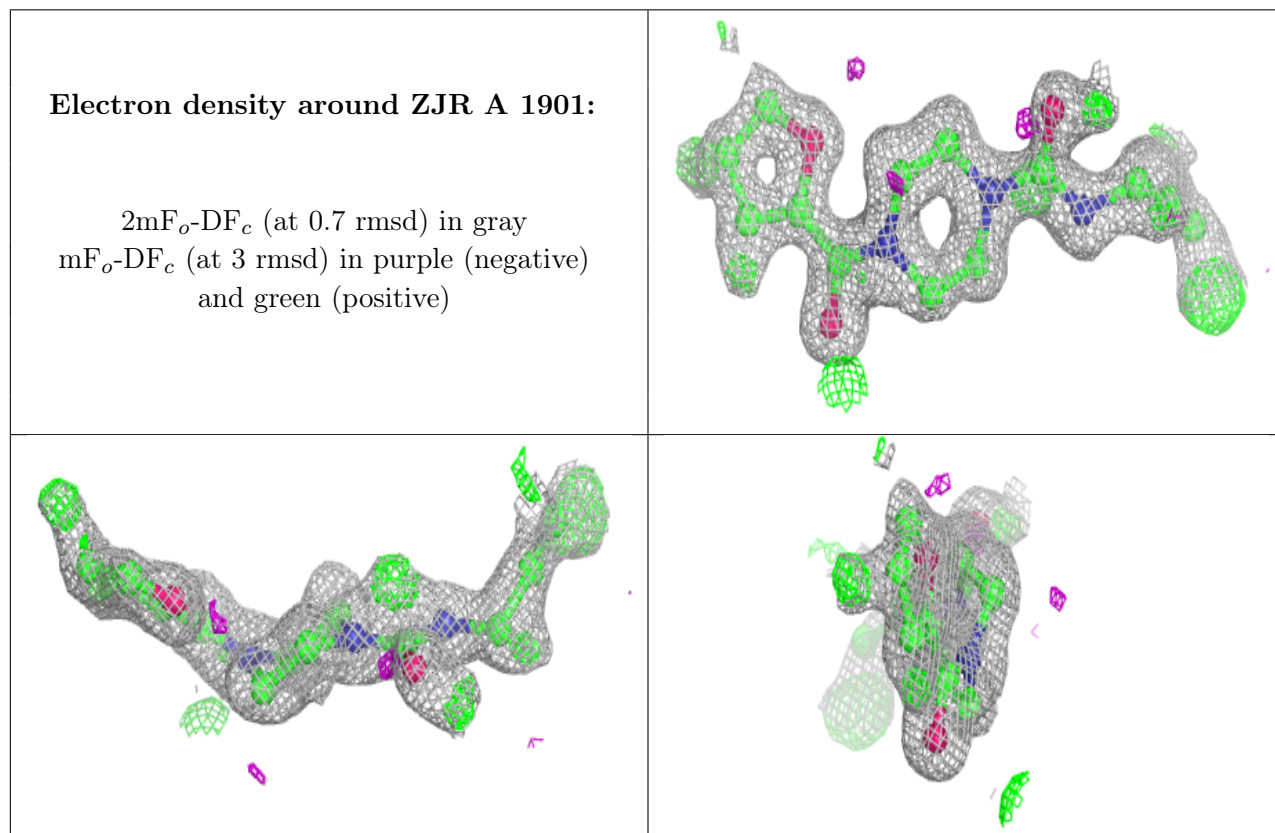 Electron density around ZJR A 1901:
2mFₒ-DF𝑐 (at 0.7 rmsd) in gray
mFₒ-DF𝑐 (at 3 rmsd) in purple (negative)
and green (positive)